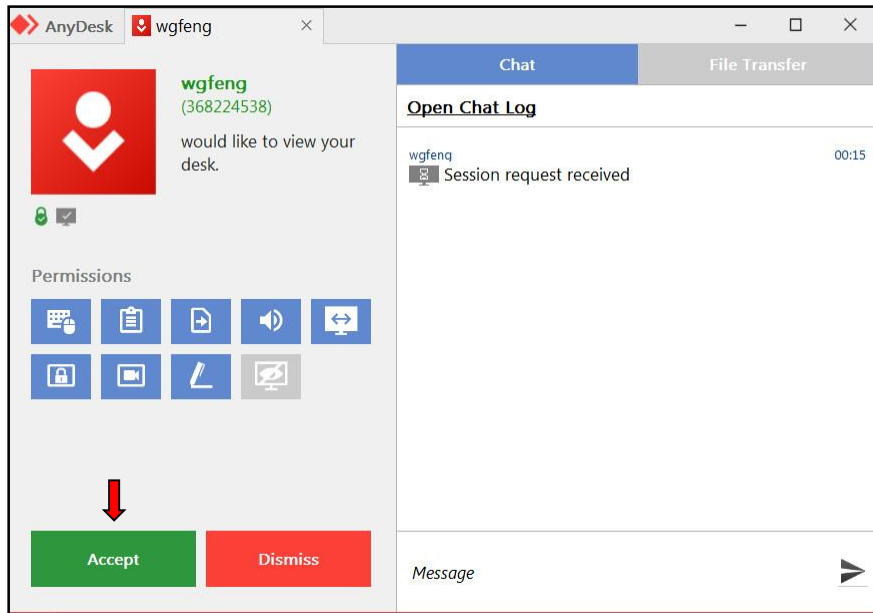 AnyDesk
wgfeng
wgfeng
(368224538)
would like to view your
desk.
Permissions
Accept
Dismiss
Chat
File Transfer
Open Chat Log
wgfeng
00:15
Session request received
Message